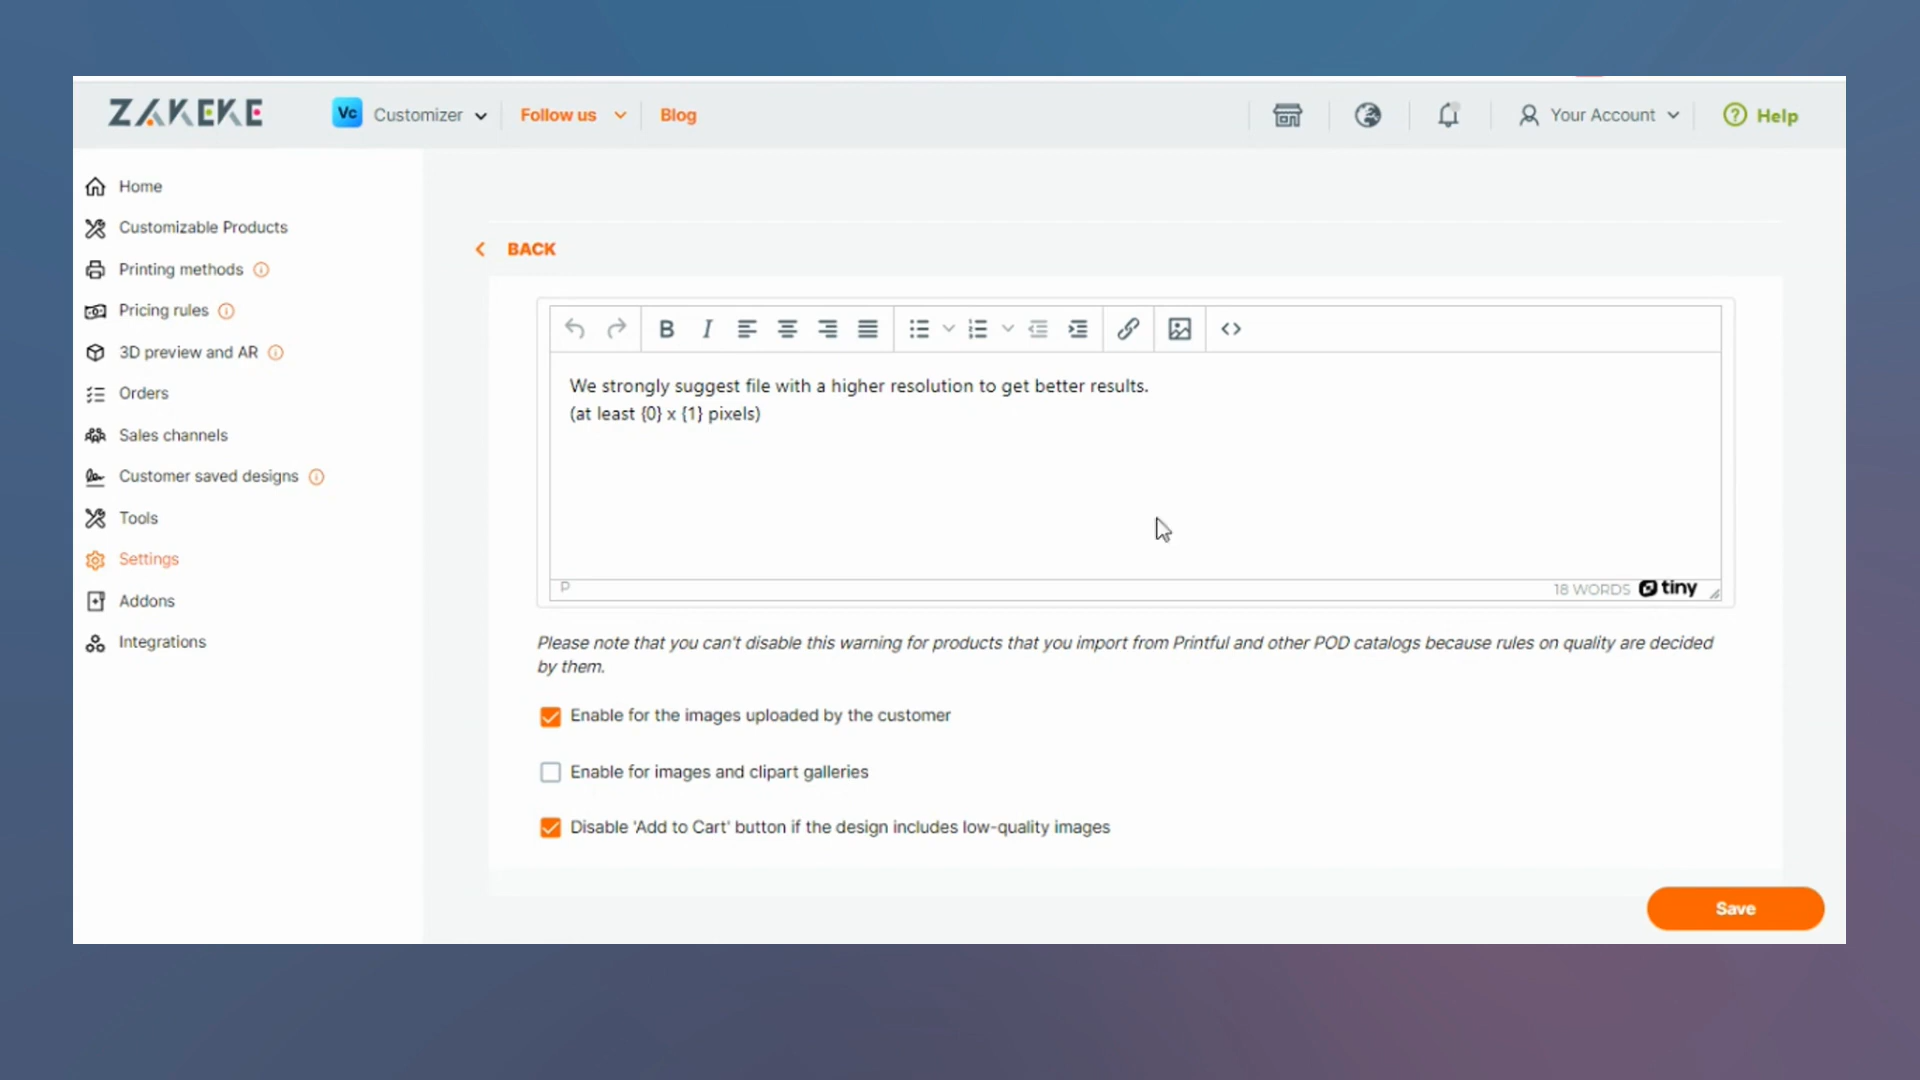 ZAKEKE
Vc Customizer
Follow us
Blog
Your Account
Help
Home
Customizable Products
Printing methods
Pricing rules
3D preview and AR
Orders
Sales channels
Customer saved designs
Tools
Settings
Addons
Integrations
BACK
We strongly suggest file with a higher resolution to get better results.
(at least {0} x {1} pixels)
P
18 WORDS tiny
Please note that you can't disable this warning for products that you import from Printful and other POD catalogs because rules on quality are decided
by them.
Enable for the images uploaded by the customer
Enable for images and clipart galleries
Disable 'Add to Cart' button if the design includes low-quality images
Save